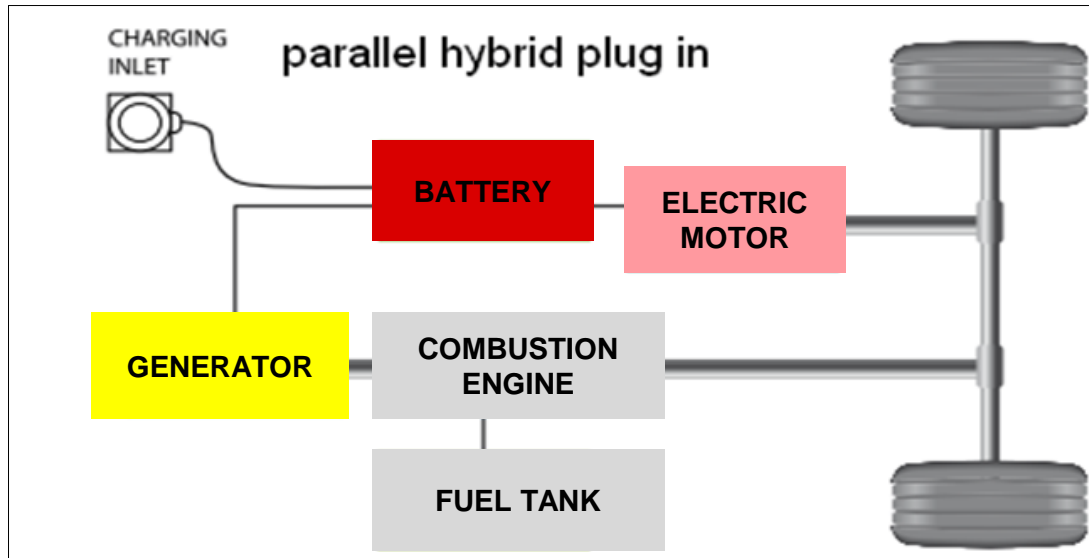 CHARGING
INLET
parallel hybrid plug in
BATTERY
ELECTRIC
MOTOR
GENERATOR
COMBUSTION
ENGINE
FUEL TANK